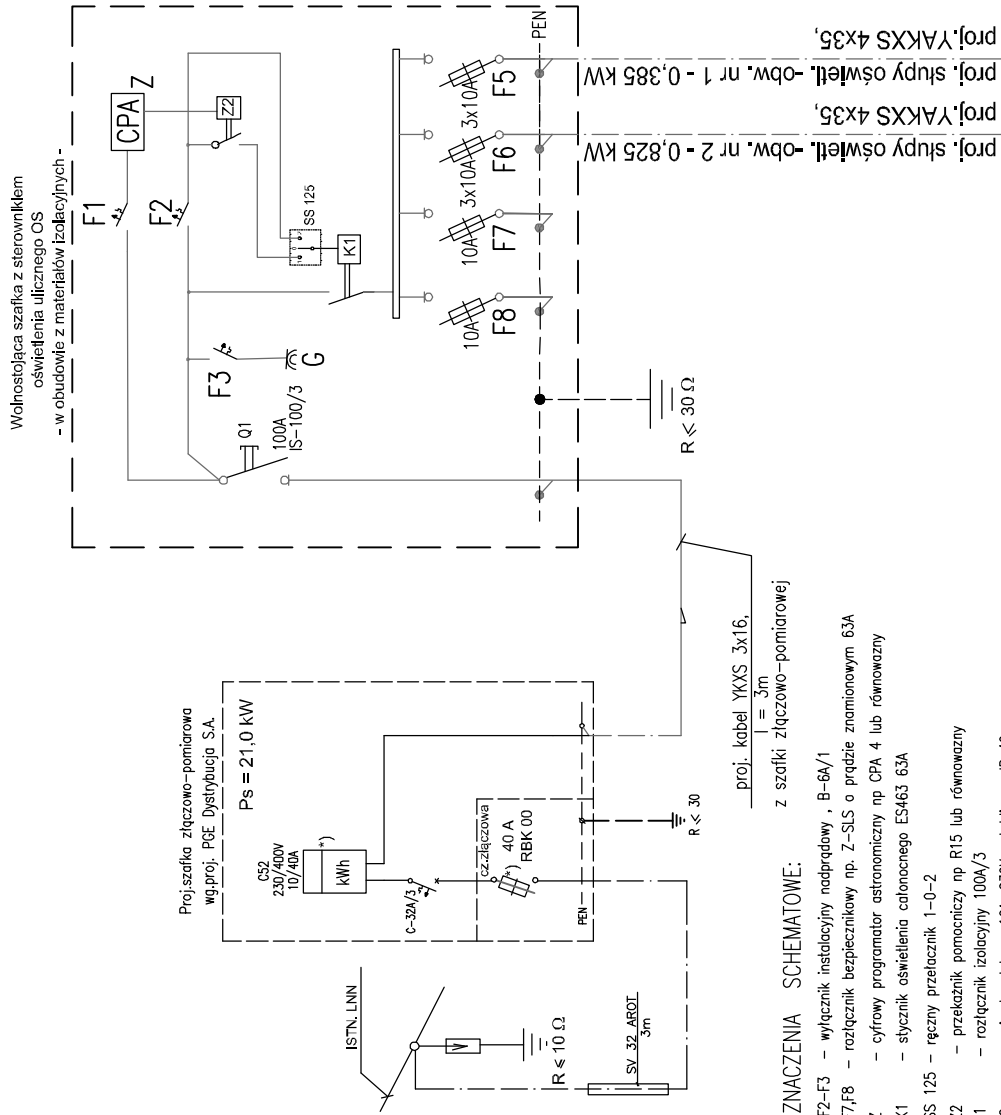 Wolnostojąca szafka z sterownikiem
oświetlenia ulicznego OS
- w obudowie z materiałów izolacyjnych -
F1
CPA
Z
F2
Z2
SS 125
K1
F3
G
Q1
100A
IS-100/3
10A
F8
10A
F7
3x10A
F6
3x10A
F5
PEN
R ≤ 30 Ω
proj. słupy oświetl. -obw. nr 1 - 0,385 kW
proj.YAKXS 4x35,
proj. słupy oświetl. -obw. nr 2 - 0,825 kW
proj.YAKXS 4x35,
Proj.szafka złączowo-pomiarowa
wg.proj. PGE Dystrybucja S.A.
Ps = 21,0 kW
C52
230/400V
10/40A
*)
kWh
C-32A/3
cz.złączowa
*) 40 A
RBK 00
PEN
R ≤ 30
proj. kabel YKXS 3x16,
l = 3m
z szafki złączowo-pomiarowej
ISTN. LNN
R ≤ 10 Ω
SV 32 AROT
3m
ZNACZENIA SCHEMATOWE:
F2-F3 - wyłącznik instalacyjny nadprądowy , B-6A/1
F7,F8 - rozłącznik bezpiecznikowy np. Z-SLS o prądzie znamionowym 63A
Z - cyfrowy programator astronomiczny np CPA 4 lub równoważny
K1 - stycznik oświetlenia całonocnego ES463 63A
SS 125 - ręczny przełącznik 1-0-2
Z2 - przekaźnik pomocniczy np R15 lub równoważny
Q1 - rozłącznik izolacyjny 100A/3